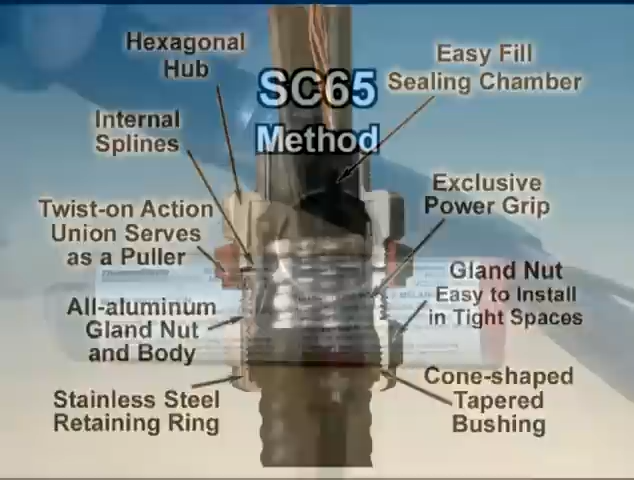 Hexagonal
Hub
Internal
Splines
Twist-on Action
Union Serves
as a Puller
All-aluminum
Gland Nut
and Body
Stainless Steel
Retaining Ring
SC65
Method
Easy Fill
Sealing Chamber
Exclusive
Power Grip
Gland Nut
Easy to Install
in Tight Spaces
Cone-shaped
Tapered
Bushing